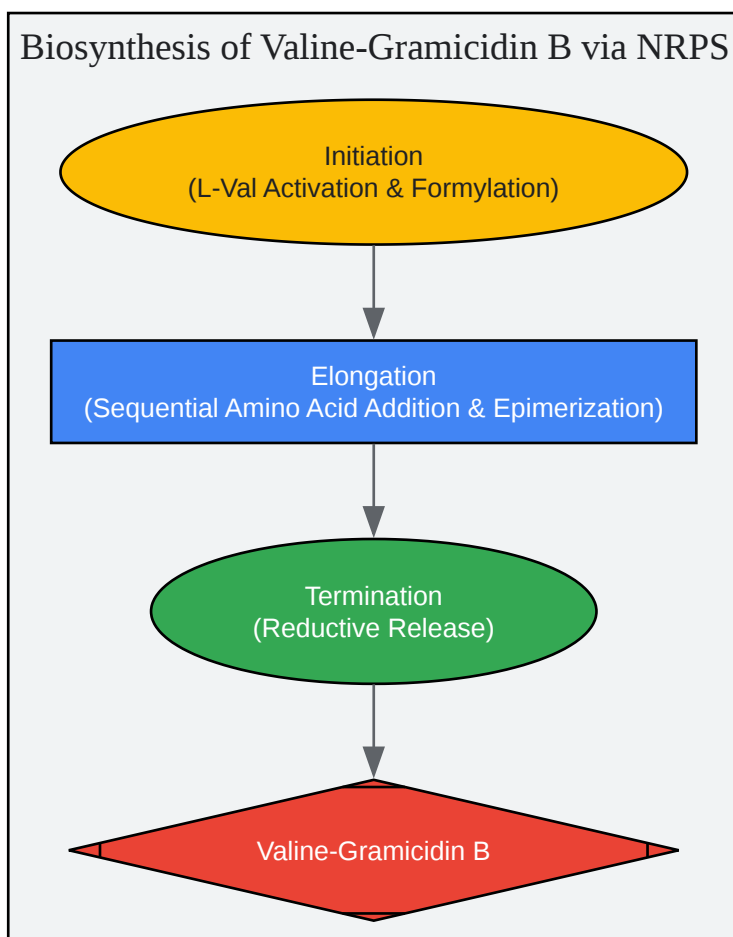 Biosynthesis of Valine-Gramicidin B via NRPS
Initiation
(L-Val Activation & Formylation)
Elongation
(Sequential Amino Acid Addition & Epimerization)
Termination
(Reductive Release)
Valine-Gramicidin B